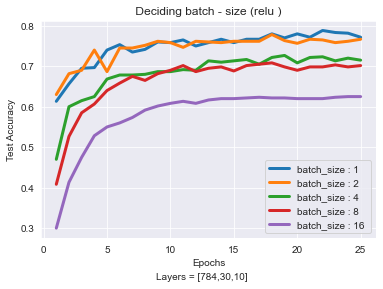 Deciding batch - size (relu )
Test Accuracy
0.8
0.7
0.6
0.5
0.4
0.3
0
5
10
15
20
25
batch_size : 1
batch_size : 2
batch_size : 4
batch_size : 8
batch_size : 16
Epochs
Layers = [784,30,10]